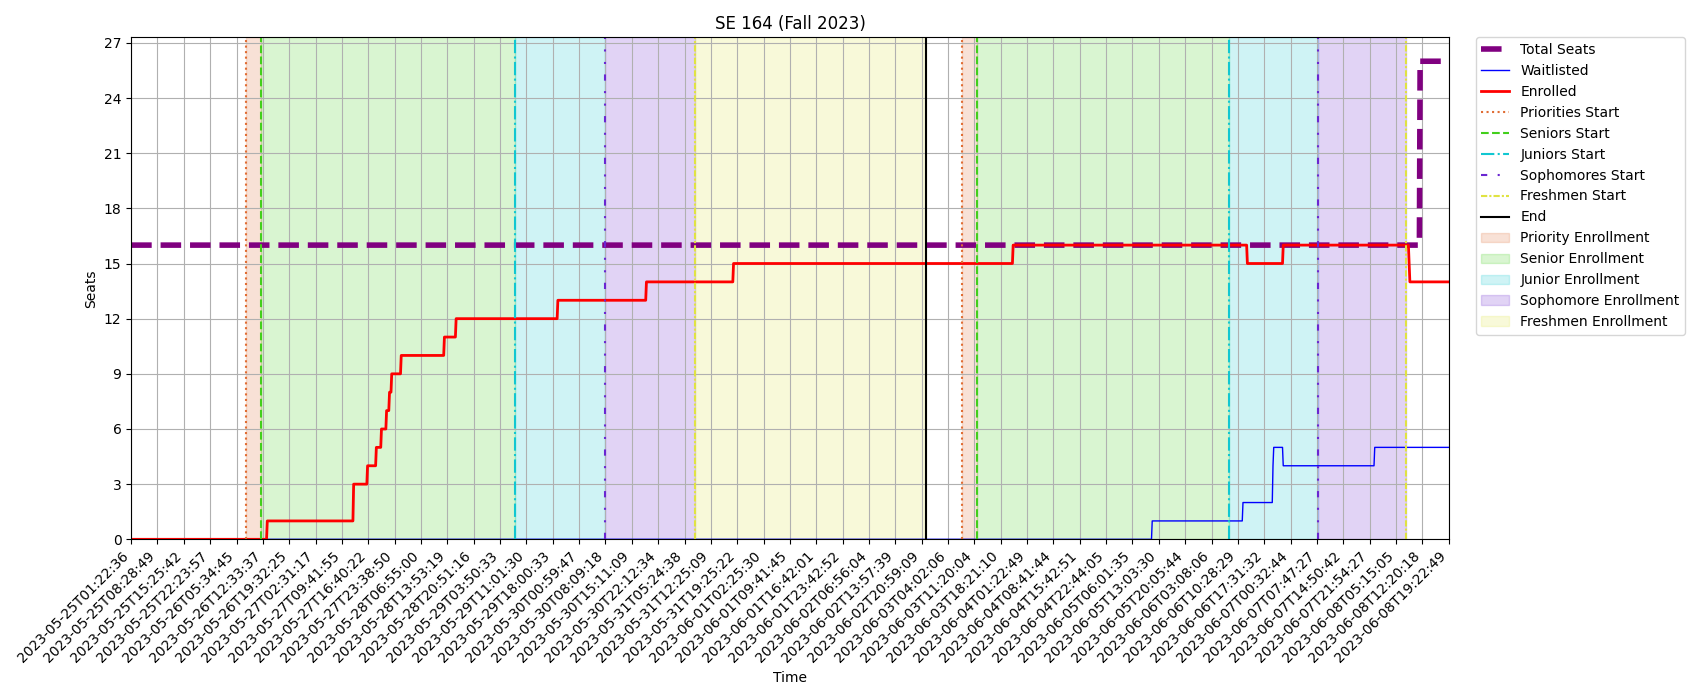 SE 164 (Fall 2023)
27
24
21
18
15
12
9
6
3
0
Seats
2023-05-25T01:22:36
2023-05-25T08:28:49
2023-05-25T15:25:42
2023-05-25T22:23:57
2023-05-26T05:34:45
2023-05-26T12:33:37
2023-05-26T19:32:25
2023-05-27T02:31:17
2023-05-27T09:41:55
2023-05-27T16:40:22
2023-05-27T23:38:50
2023-05-28T06:55:00
2023-05-28T13:53:19
2023-05-28T20:51:16
2023-05-29T03:50:33
2023-05-29T11:01:30
2023-05-29T18:00:33
2023-05-30T00:59:47
2023-05-30T08:09:18
2023-05-30T15:11:09
2023-05-30T22:12:34
2023-05-31T05:24:38
2023-05-31T12:25:09
2023-05-31T19:25:22
2023-06-01T02:25:30
2023-06-01T09:41:45
2023-06-01T16:42:01
2023-06-01T23:42:52
2023-06-02T06:56:04
2023-06-02T13:57:39
2023-06-02T20:59:09
2023-06-03T04:02:06
2023-06-03T11:20:04
2023-06-03T18:21:10
2023-06-04T01:22:49
2023-06-04T08:41:44
2023-06-04T15:42:51
2023-06-04T22:44:05
2023-06-05T06:01:35
2023-06-05T13:03:30
2023-06-05T20:05:44
2023-06-06T03:08:06
2023-06-06T10:28:29
2023-06-06T17:31:32
2023-06-07T00:32:44
2023-06-07T07:47:27
2023-06-07T14:50:42
2023-06-07T21:54:27
2023-06-08T05:15:05
2023-06-08T12:20:18
2023-06-08T19:22:49
Time
Total Seats
Waitlisted
Enrolled
Priorities Start
Seniors Start
Juniors Start
Sophomores Start
Freshmen Start
End
Priority Enrollment
Senior Enrollment
Junior Enrollment
Sophomore Enrollment
Freshmen Enrollment